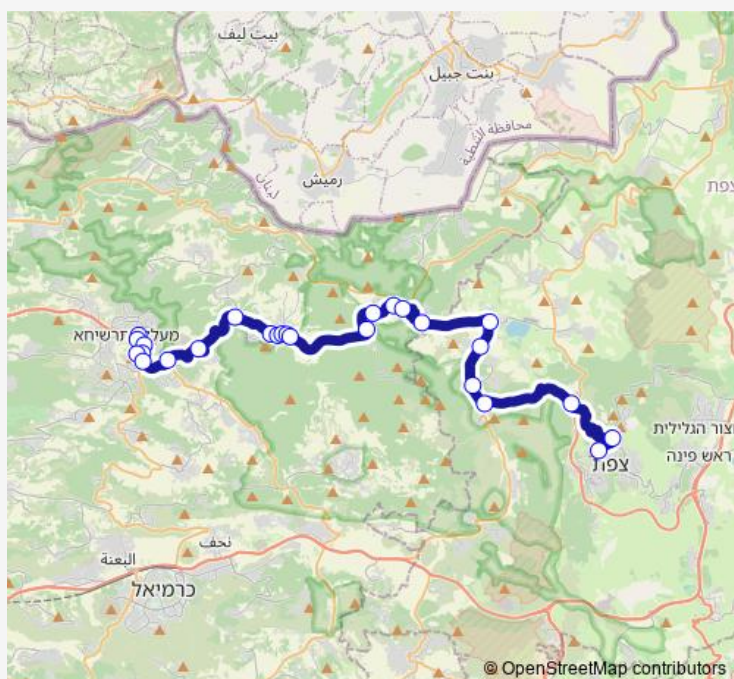 بيت ليف
بنت جبيل
محافظة النبطية
رميش
لبنان
צפת
תרשיחא
מעלו
צור הגלילית
ראש פינה
צפת
نحف
البعنة
כרמיאל
© OpenStreetMap contributors